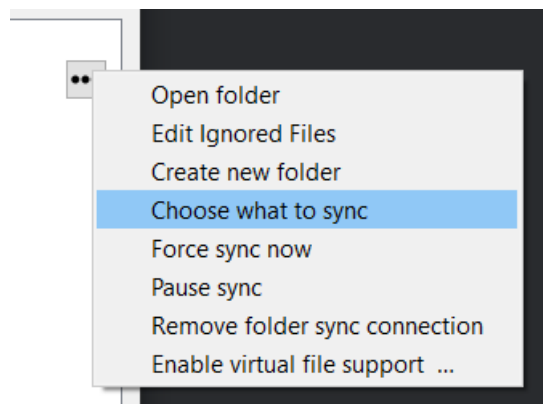 Open folder
Edit Ignored Files
Create new folder
Choose what to sync
Force sync now
Pause sync
Remove folder sync connection
Enable virtual file support ...